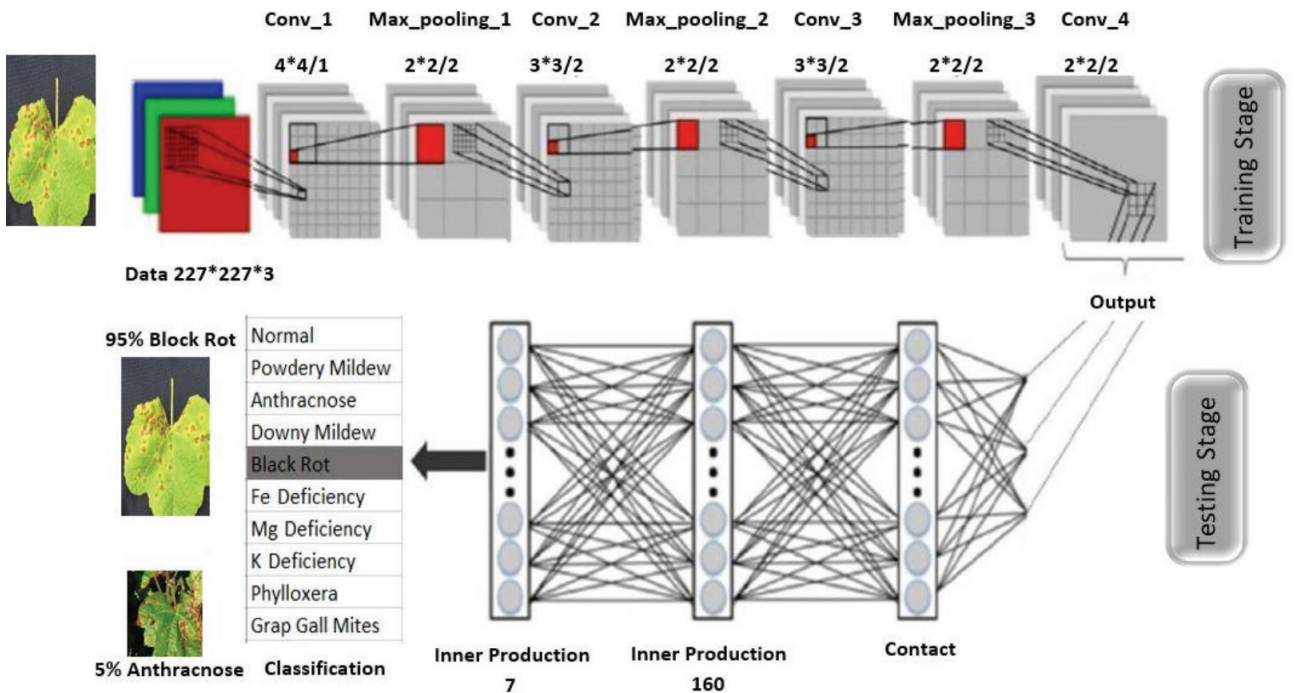 Conv_1 Max_pooling_1 Conv_2 Max_pooling_2 Conv_3 Max_pooling_3 Conv_4
4*4/1 2*2/2 3*3/2 2*2/2 3*3/2 2*2/2 2*2/2
Training Stage
Data 227*227*3
Output
95% Block Rot
Normal
Powdery Mildew
Anthracnose
Downy Mildew
Black Rot
Fe Deficiency
Mg Deficiency
K Deficiency
Phylloxera
Grap Gall Mites
Testing Stage
5% Anthracnose
Classification
Inner Production
7
Inner Production
160
Contact